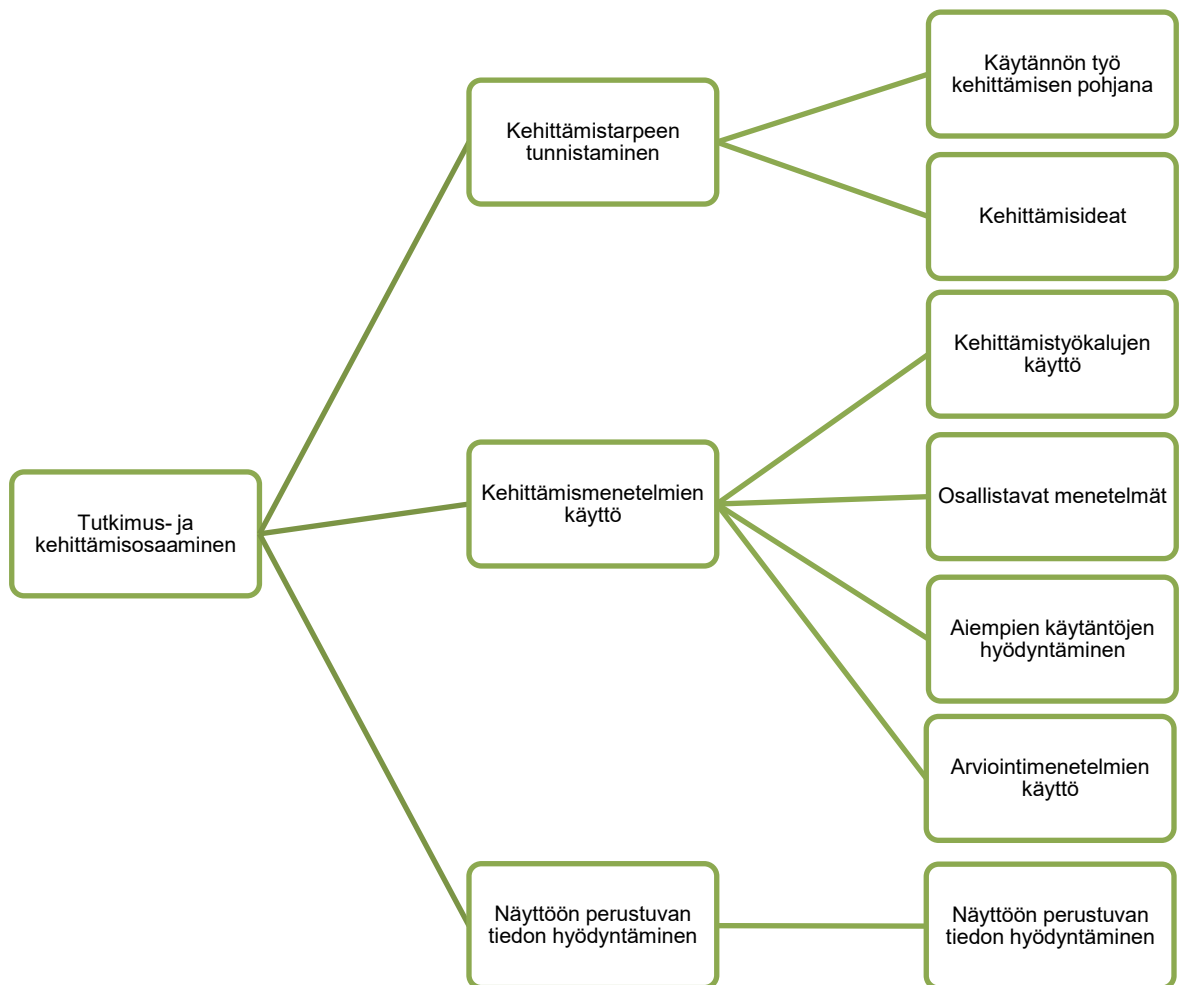 Käytännön työ
kehittämisen pohjana
Kehittämistarpeen
tunnistaminen
Kehittämisideat
Kehittämistyökalujen
käyttö
Kehittämismenetelmien
käyttö
Osallistavat menetelmät
Tutkimus- ja
kehittämisosaaminen
Aiempien käytäntöjen
hyödyntäminen
Arviointimenetelmien
käyttö
Näyttöön perustuvan
tiedon hyödyntäminen
Näyttöön perustuvan
tiedon hyödyntäminen